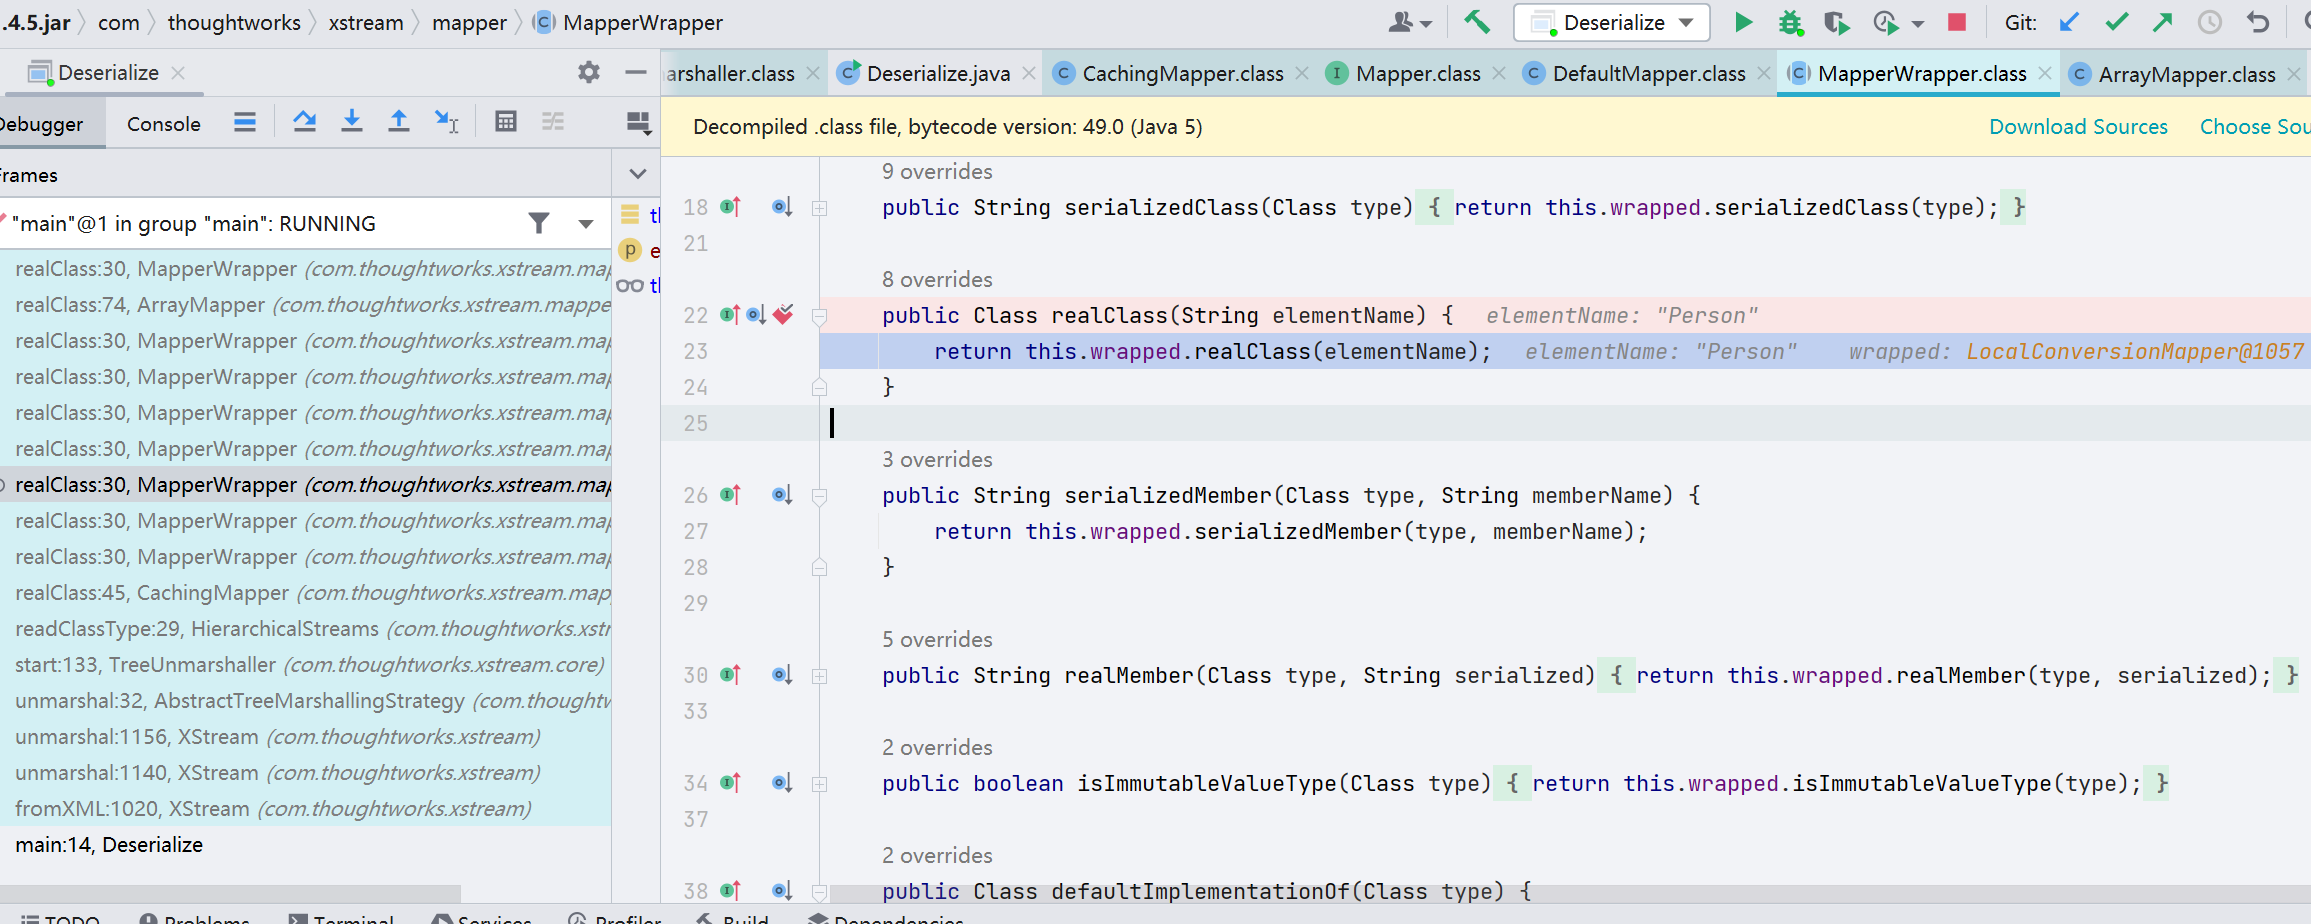 .4.5.jar com thoughtworks xstream mapper MapperWrapper Deserialize Git:
Deserialize
arshaller.class Deserialize.java CachingMapper.class Mapper.class DefaultMapper.class MapperWrapper.class ArrayMapper.class
Debugger Console
Decompiled .class file, bytecode version: 49.0 (Java 5) Download Sources Choose Sou
Frames
"main"@1 in group "main": RUNNING
realClass:30, MapperWrapper (com.thoughtworks.xstream.map
realClass:74, ArrayMapper (com.thoughtworks.xstream.mappe
realClass:30, MapperWrapper (com.thoughtworks.xstream.map
realClass:30, MapperWrapper (com.thoughtworks.xstream.map
realClass:30, MapperWrapper (com.thoughtworks.xstream.map
realClass:30, MapperWrapper (com.thoughtworks.xstream.map
realClass:30, MapperWrapper (com.thoughtworks.xstream.map
realClass:30, MapperWrapper (com.thoughtworks.xstream.map
realClass:30, MapperWrapper (com.thoughtworks.xstream.map
realClass:45, CachingMapper (com.thoughtworks.xstream.map
readClassType:29, HierarchicalStreams (com.thoughtworks.xstr
start:133, TreeUnmarshaller (com.thoughtworks.xstream.core)
unmarshal:32, AbstractTreeMarshallingStrategy (com.thoughtw
unmarshal:1156, XStream (com.thoughtworks.xstream)
unmarshal:1140, XStream (com.thoughtworks.xstream)
fromXML:1020, XStream (com.thoughtworks.xstream)
main:14, Deserialize
9 overrides
18 public String serializedClass(Class type) { return this.wrapped.serializedClass(type); }
21
8 overrides
22 public Class realClass(String elementName) { elementName: "Person"
23 return this.wrapped.realClass(elementName); elementName: "Person" wrapped: LocalConversionMapper@1057
24 }
25
3 overrides
26 public String serializedMember(Class type, String memberName) {
27 return this.wrapped.serializedMember(type, memberName);
28 }
29
5 overrides
30 public String realMember(Class type, String serialized) { return this.wrapped.realMember(type, serialized); }
33
2 overrides
34 public boolean isImmutableValueType(Class type) { return this.wrapped.isImmutableValueType(type); }
37
2 overrides
38 public Class defaultImplementationOf(Class type) {
TODO Problems Terminal Services Profiler Build Dependencies